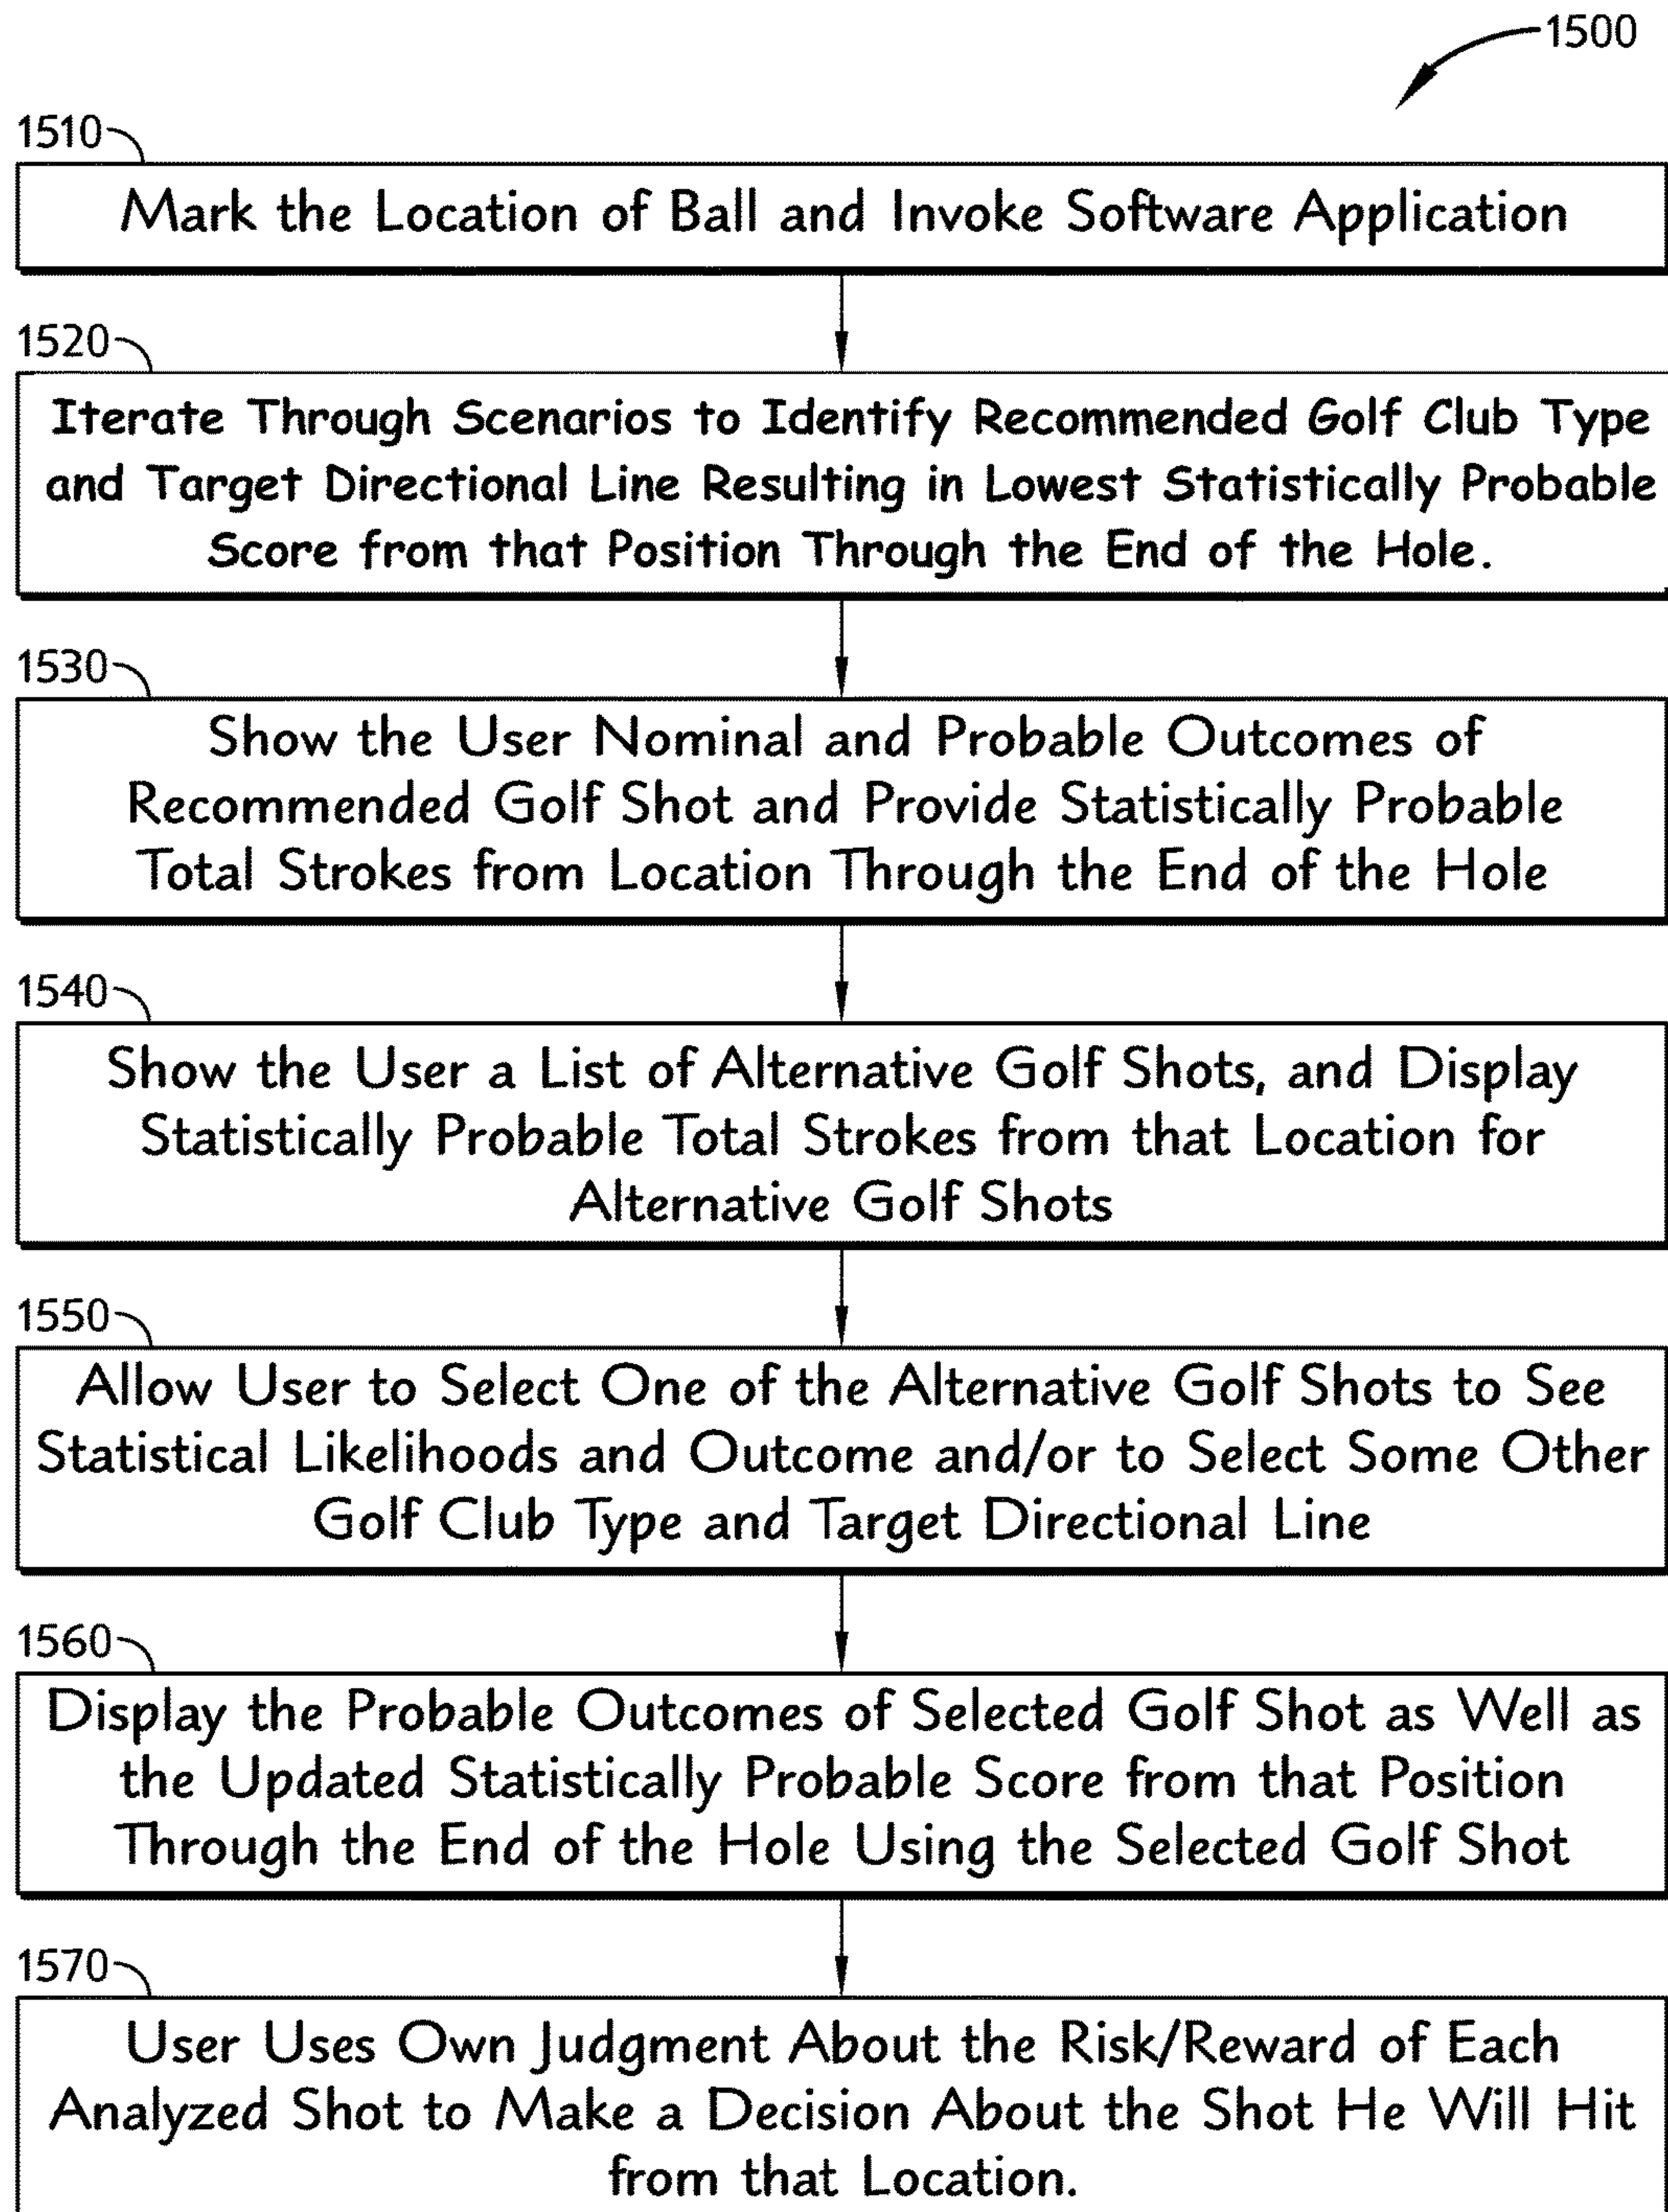 1500
1510
Mark the Location of Ball and Invoke Software Application
1520
Iterate Through Scenarios to Identify Recommended Golf Club Type
and Target Directional Line Resulting in Lowest Statistically Probable
Score from that Position Through the End of the Hole.
1530
Show the User Nominal and Probable Outcomes of
Recommended Golf Shot and Provide Statistically Probable
Total Strokes from Location Through the End of the Hole
1540
Show the User a List of Alternative Golf Shots, and Display
Statistically Probable Total Strokes from that Location for
Alternative Golf Shots
1550
Allow User to Select One of the Alternative Golf Shots to See
Statistical Likelihoods and Outcome and/or to Select Some Other
Golf Club Type and Target Directional Line
1560
Display the Probable Outcomes of Selected Golf Shot as Well as
the Updated Statistically Probable Score from that Position
Through the End of the Hole Using the Selected Golf Shot
1570
User Uses Own Judgment About the Risk/Reward of Each
Analyzed Shot to Make a Decision About the Shot He Will Hit
from that Location.